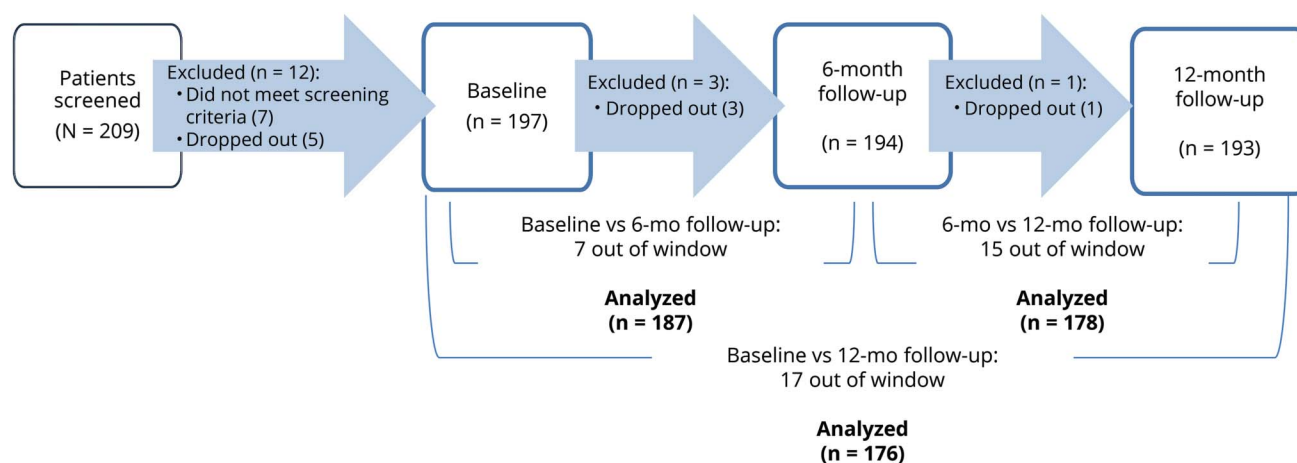 Patients
screened
(N = 209)
Excluded (n = 12):
• Did not meet screening
criteria (7)
• Dropped out (5)
Baseline
(n = 197)
Excluded (n = 3):
• Dropped out (3)
6-month
follow-up
(n = 194)
Excluded (n = 1):
• Dropped out (1)
12-month
follow-up
(n = 193)
Baseline vs 6-mo follow-up:
7 out of window
Analyzed
(n = 187)
6-mo vs 12-mo follow-up:
15 out of window
Analyzed
(n = 178)
Baseline vs 12-mo follow-up:
17 out of window
Analyzed
(n = 176)